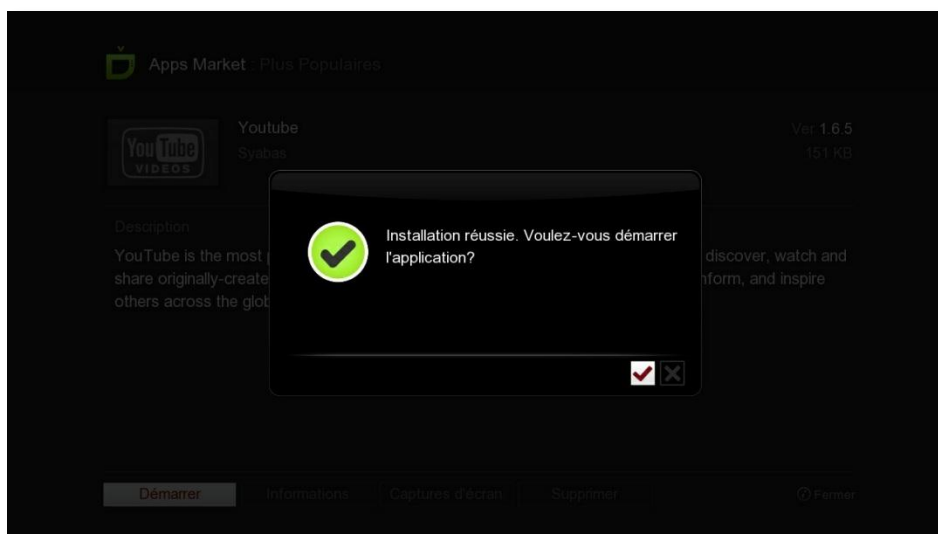 Apps Market : Plus Populaires
You Tube
VIDEOS
Youtube
Syabas
Ver 1.6.5
151 KB
Installation réussie. Voulez-vous démarrer
l'application?
Description
YouTube is the most discover, watch and
share originally-create nform, and inspire
others across the glob
Démarrer Informations Captures d'écran Supprimer Fermer